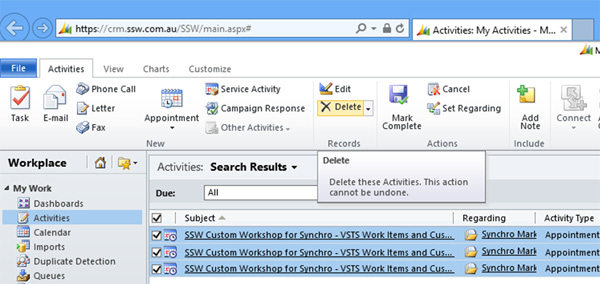 https://crm.ssw.com.au/SSW/main.aspx#
Activities: My Activities - M...
M
File Activities View Charts Customize
Task
E-mail
Phone Call
Letter
Fax
Appointment
Service Activity
Campaign Response
Other Activities
New
Edit
Delete
Records
Mark Complete
Cancel
Set Regarding
Actions
Add Note
Include
Connect
Delete
Delete these Activities. This action
cannot be undone.
Workplace
My Work
Dashboards
Activities
Calendar
Imports
Duplicate Detection
Queues
Activities: Search Results
Due: All
Subject Regarding Activity Type
SSW Custom Workshop for Synchro - VSTS Work Items and Cus... Synchro Mark Appointment
SSW Custom Workshop for Synchro - VSTS Work Items and Cus... Synchro Mark Appointment
SSW Custom Workshop for Synchro - VSTS Work Items and Cus... Synchro Mark Appointment